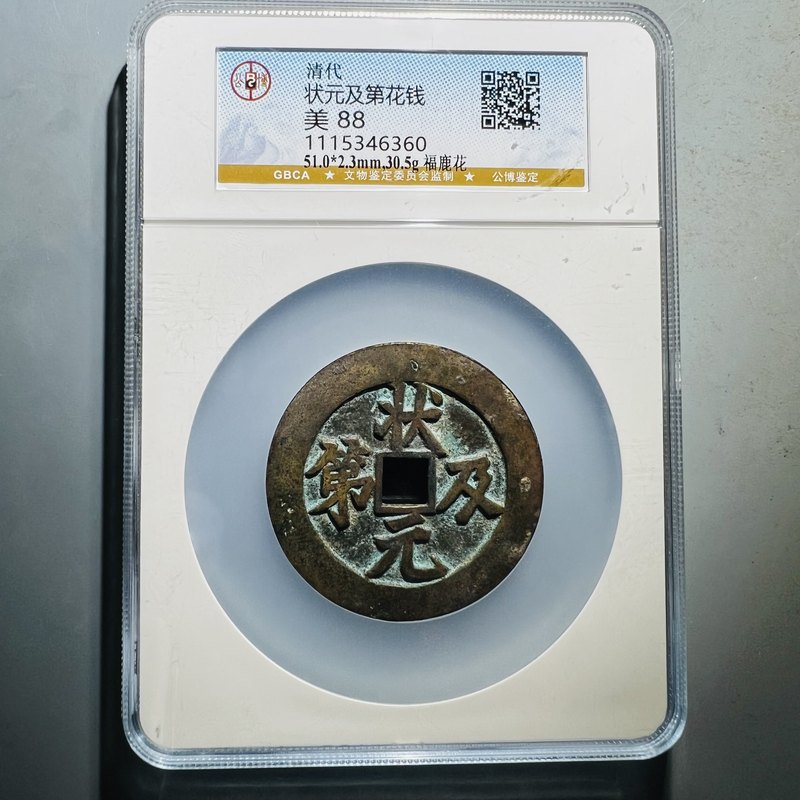 公博
清代
状元及第花钱
美 88
1115346360
51.0*2.3mm,30.5g 福鹿花
GBCA ★ 文物鉴定委员会监制 ★ 公博鉴定
状元及第